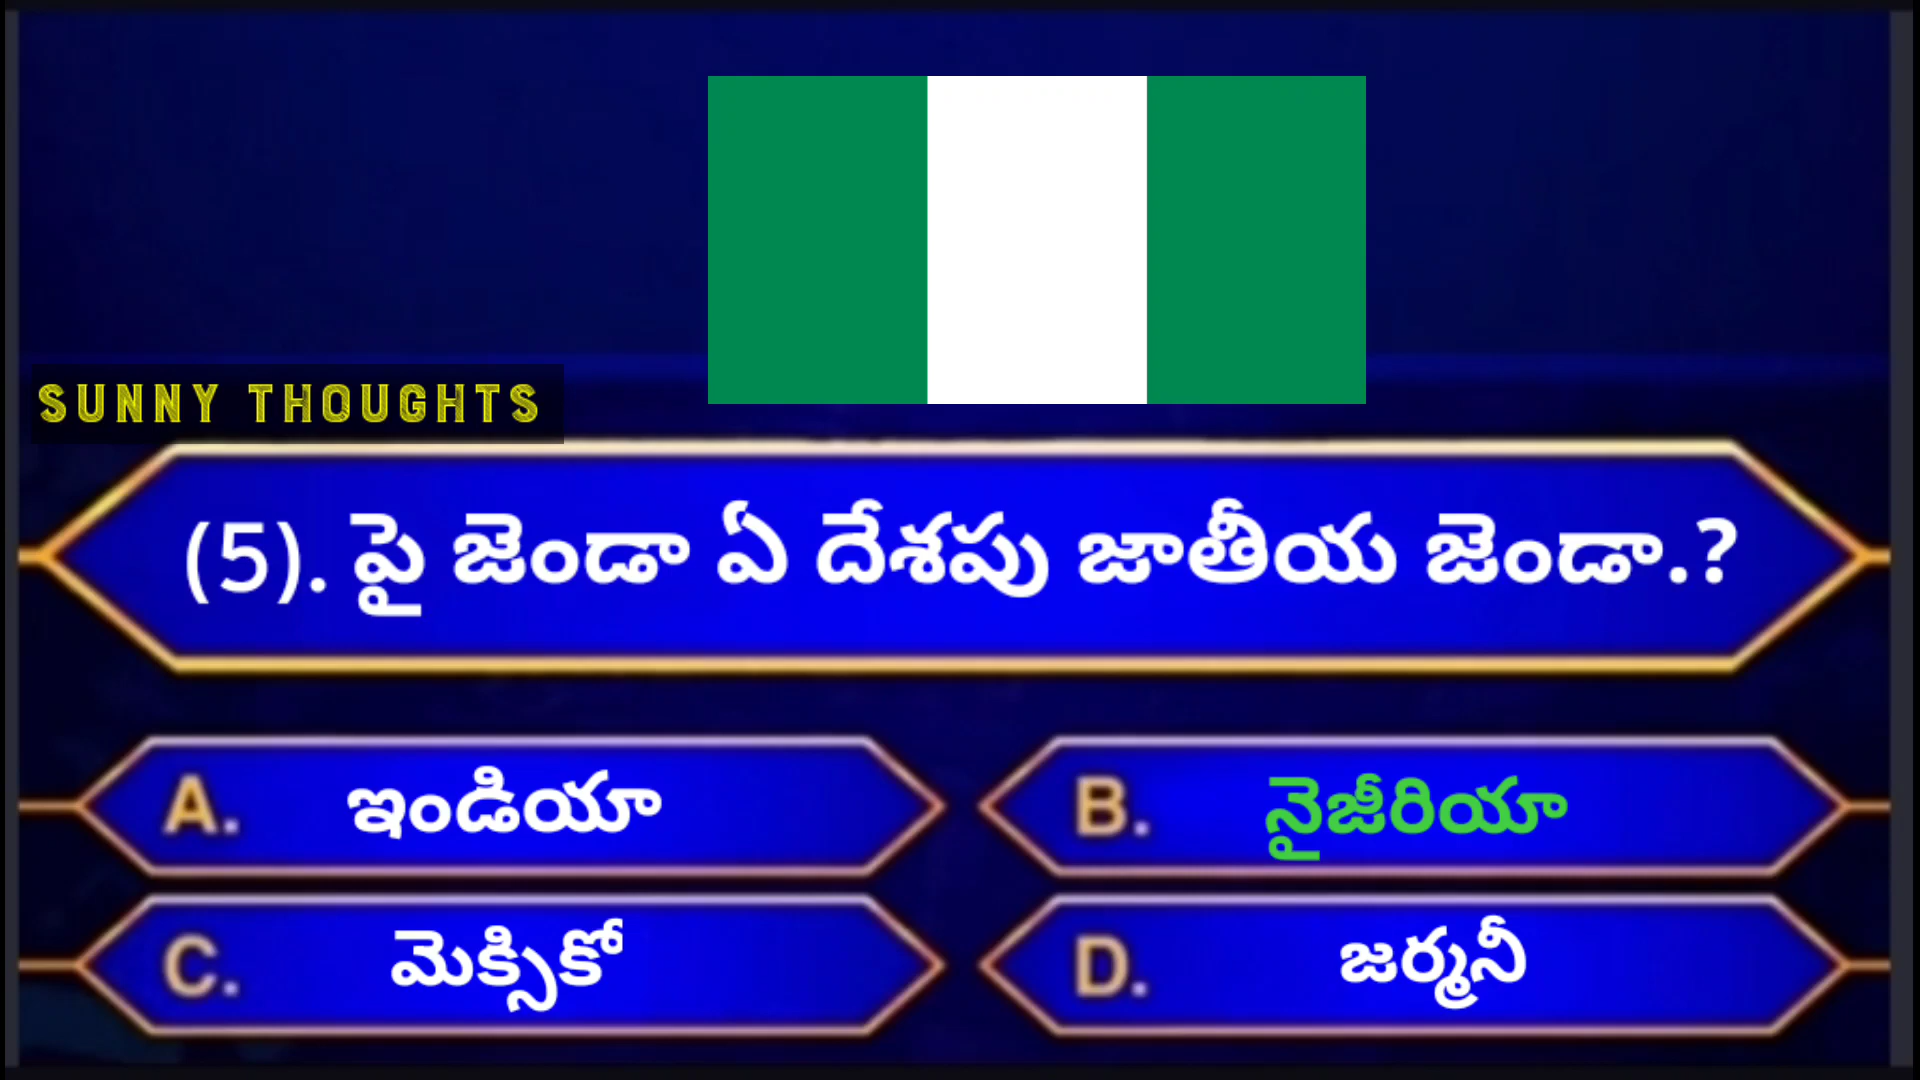 SUNNY THOUGHTS
(5). పై జెండా ఏ దేశపు జాతీయ జెండా.?
A. ఇండియా
B. నైజీరియా
C. మెక్సికో
D. జర్మనీ